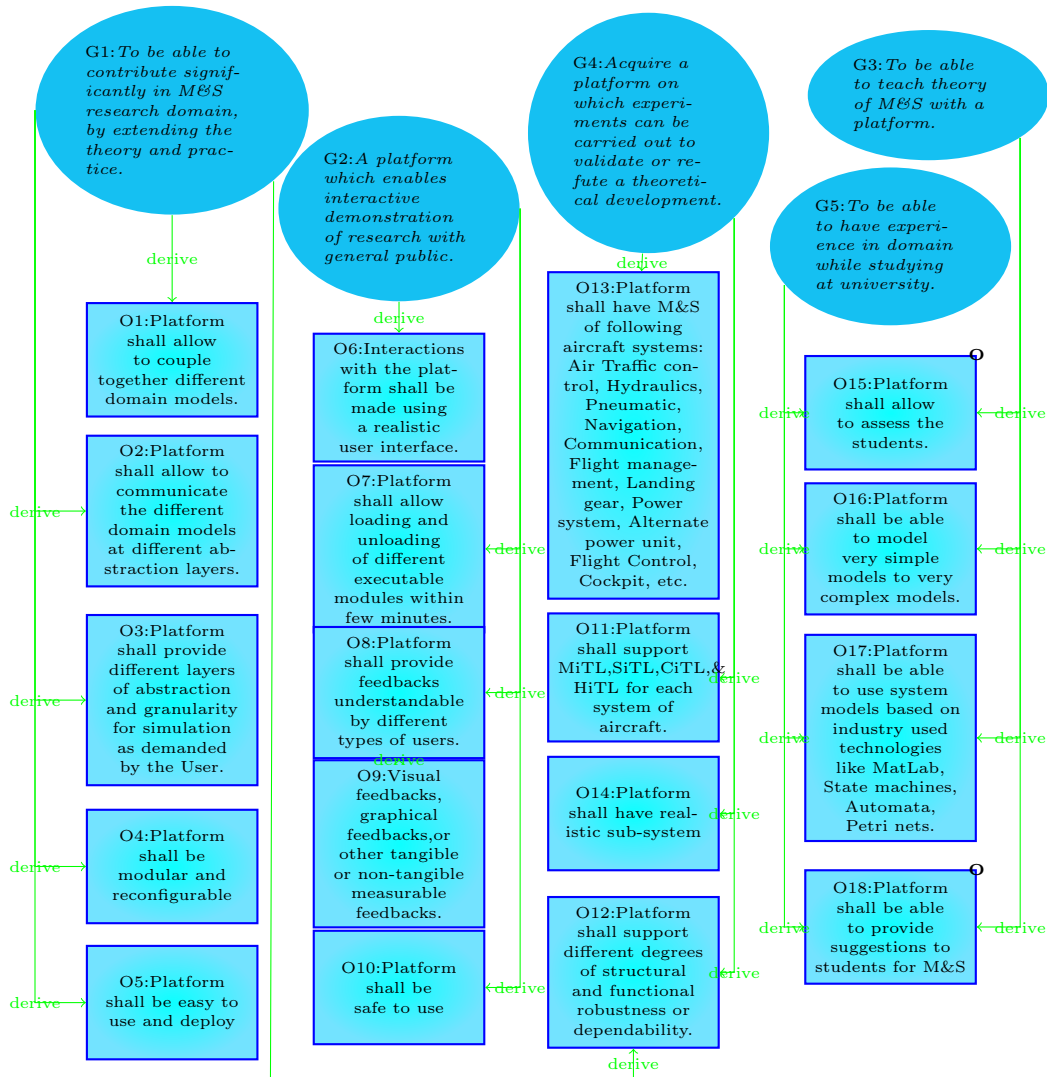 G1:To be able to
contribute signif-
icantly in M&S
research domain,
by extending the
theory and prac-
tice.
derive
O1:Platform
shall allow
to couple
together different
domain models.
O2:Platform
shall allow to
communicate
the different
domain models
at different ab-
straction layers.
derive
O3:Platform
shall provide
different layers
of abstraction
and granularity
for simulation
as demanded
by the User.
derive
O4:Platform
shall be
modular and
reconfigurable
derive
O5:Platform
shall be easy to
use and deploy
derive
G2:A platform
which enables
interactive
demonstration
of research with
general public.
derive
O6:Interactions
with the plat-
form shall be
made using
a realistic
user interface.
O7:Platform
shall allow
loading and
unloading
of different
executable
modules within
few minutes.
derive
O8:Platform
shall provide
feedbacks
understandable
by different
types of users.
derive
derive
O9:Visual
feedbacks,
graphical
feedbacks,or
other tangible
or non-tangible
measurable
feedbacks.
O10:Platform
shall be
safe to use
derive
G4:Acquire a
platform on
which experi-
ments can be
carried out to
validate or re-
fute a theoreti-
cal development.
derive
O13:Platform
shall have M&S
of following
aircraft systems:
Air Traffic con-
trol, Hydraulics,
Pneumatic,
Navigation,
Communication,
Flight manage-
ment, Landing
gear, Power
system, Alternate
power unit,
Flight Control,
Cockpit, etc.
O11:Platform
shall support
MiTL,SiTL,CiTL,&
HiTL for each
system of
aircraft.
derive
O14:Platform
shall have real-
istic sub-system
derive
O12:Platform
shall support
different degrees
of structural
and functional
robustness or
dependability.
derive
derive
G3:To be able
to teach theory
of M&S with a
platform.
G5:To be able
to have experi-
ence in domain
while studying
at university.
O
O15:Platform
shall allow
to assess the
students.
derive
derive
O16:Platform
shall be able
to model
very simple
models to very
complex models.
derive
derive
O17:Platform
shall be able
to use system
models based on
industry used
technologies
like MatLab,
State machines,
Automata,
Petri nets.
derive
derive
O
O18:Platform
shall be able
to provide
suggestions to
students for M&S
derive
derive